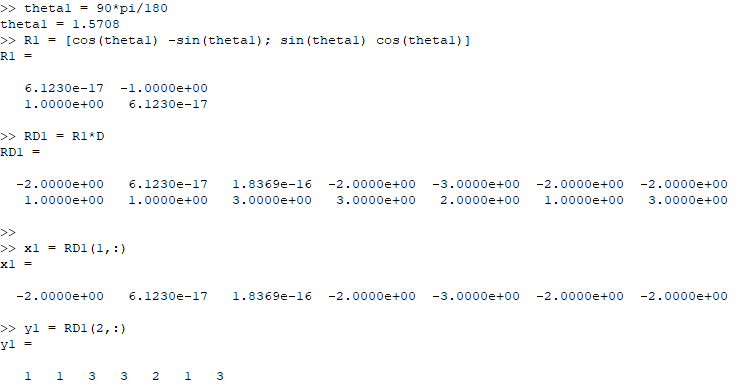 >> theta1 = 90*pi/180
theta1 = 1.5708
>> R1 = [cos(theta1) -sin(theta1); sin(theta1) cos(theta1)]
R1 =
6.1230e-17 -1.0000e+00
1.0000e+00 6.1230e-17
>> RD1 = R1*D
RD1 =
-2.0000e+00 6.1230e-17 1.8369e-16 -2.0000e+00 -3.0000e+00 -2.0000e+00 -2.0000e+00
1.0000e+00 1.0000e+00 3.0000e+00 3.0000e+00 2.0000e+00 1.0000e+00 3.0000e+00
>>
>> x1 = RD1(1,:)
x1 =
-2.0000e+00 6.1230e-17 1.8369e-16 -2.0000e+00 -3.0000e+00 -2.0000e+00 -2.0000e+00
>> y1 = RD1(2,:)
y1 =
1 1 3 3 2 1 3